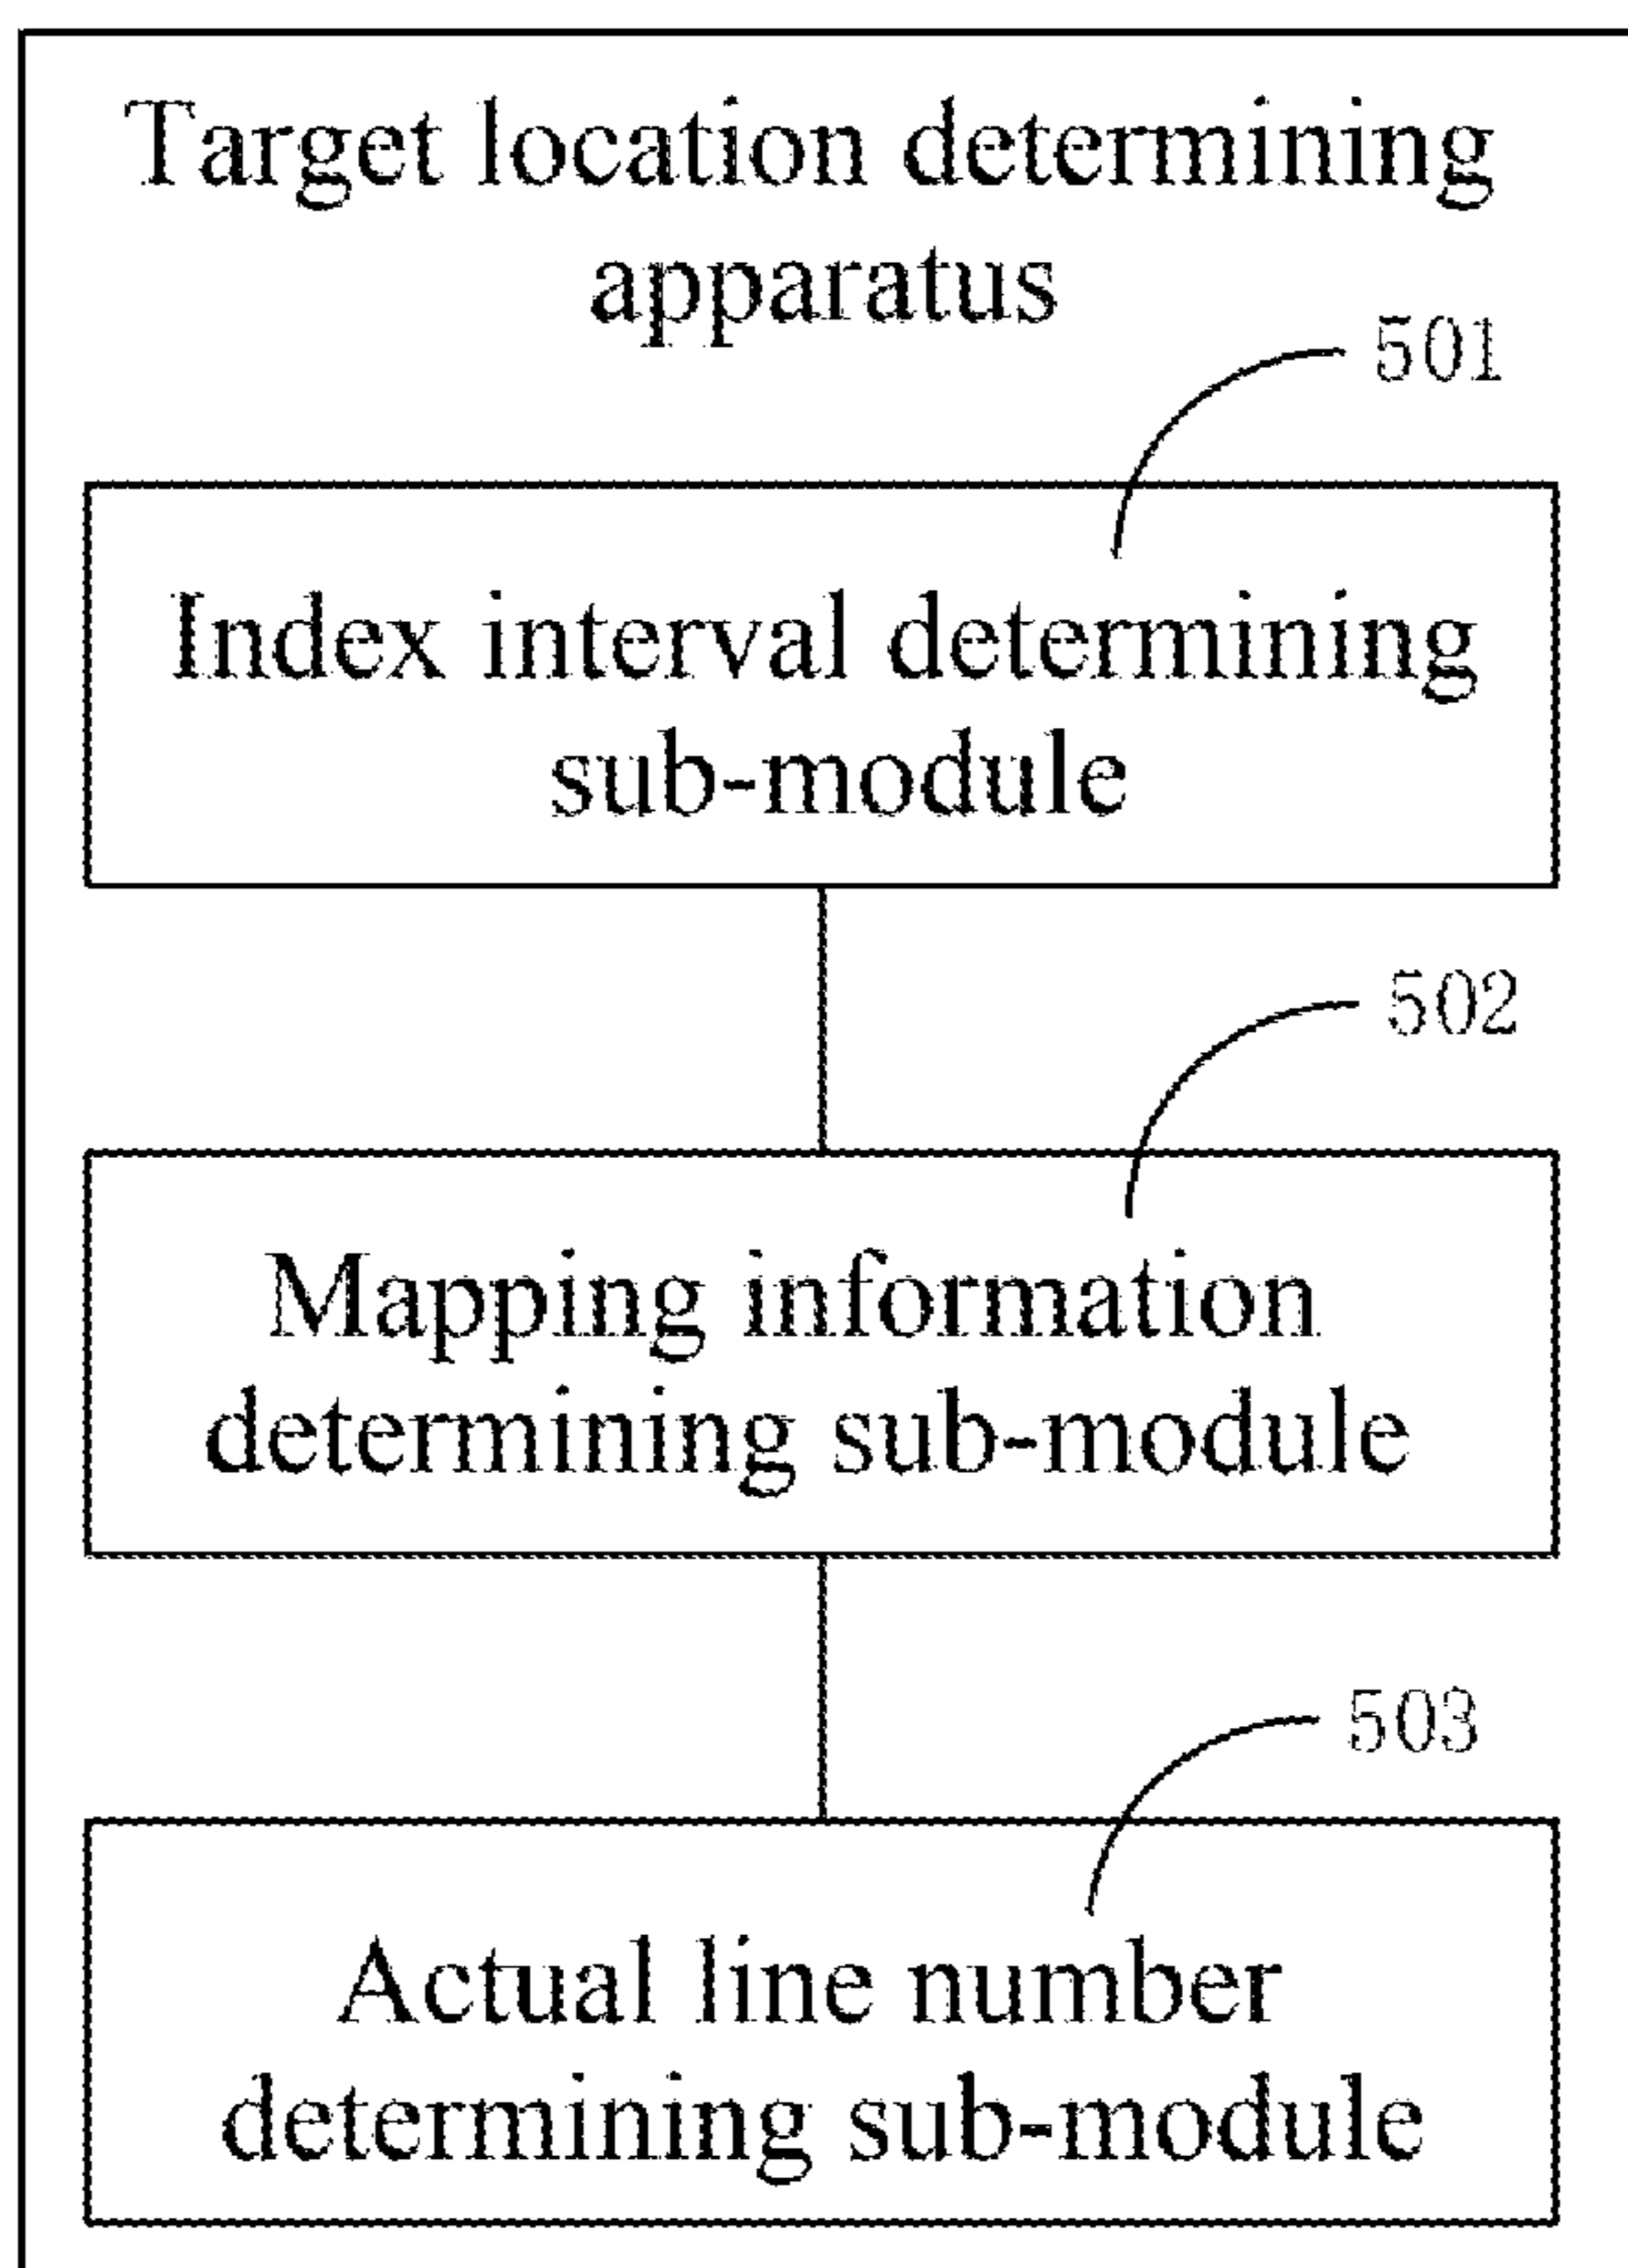 Target location determining
apparatus
501
Index interval determining
sub-module
502
Mapping information
determining sub-module
503
Actual line number
determining sub-module